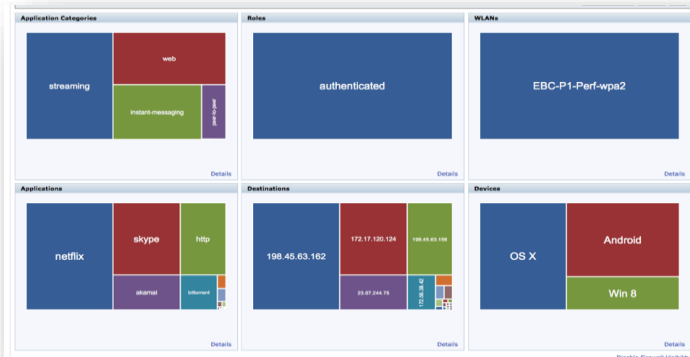 Application Categories
Roles
WLANs
streaming
web
instant-messaging
peer-to-peer
authenticated
EBC-P1-Perf-wpa2
Details
Details
Details
Applications
Destinations
Devices
netflix
skype
http
akamai
bittorrent
198.45.63.162
172.17.120.124
198.45.63.158
23.67.244.75
OS X
Android
Win 8
Details
Details
Details